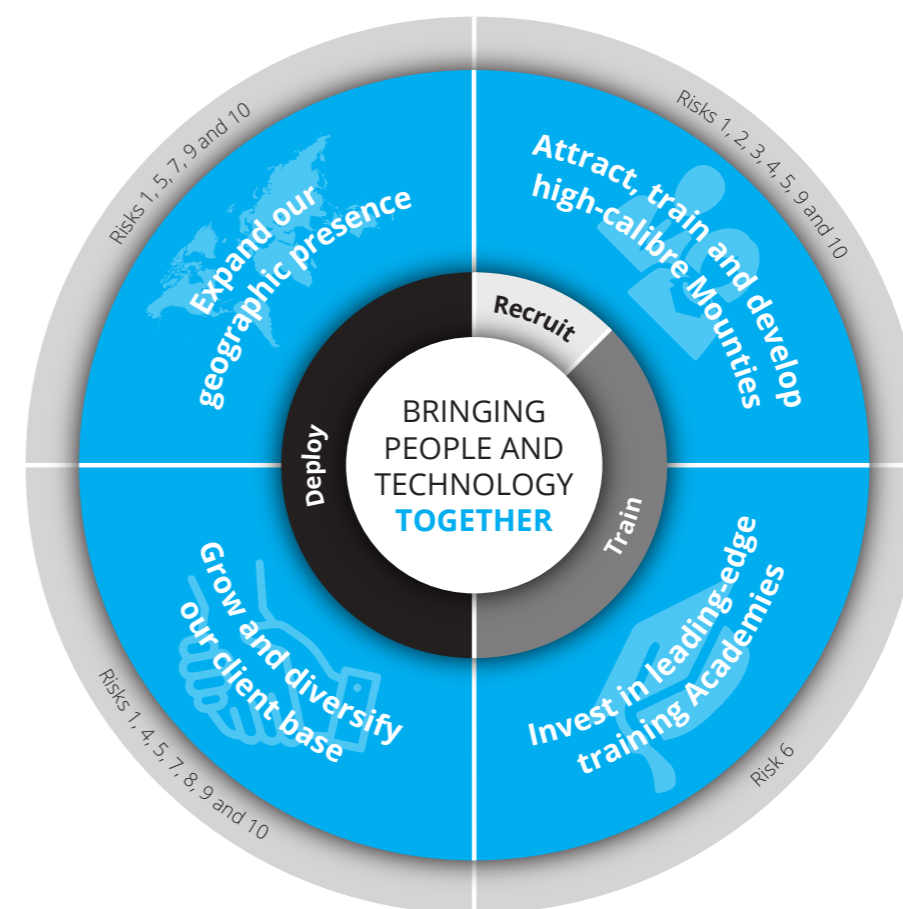 Risks 1, 5, 7, 9 and 10
Expand our
geographic presence
Risks 1, 2, 3, 4, 5, 9 and 10
Attract, train and develop
high-calibre Mounties
Recruit
Deploy
BRINGING
PEOPLE AND
TECHNOLOGY
TOGETHER
Train
Grow and diversify
our client base
Risks 1, 4, 5, 7, 8, 9 and 10
Invest in leading-edge
training Academies
Risk 6